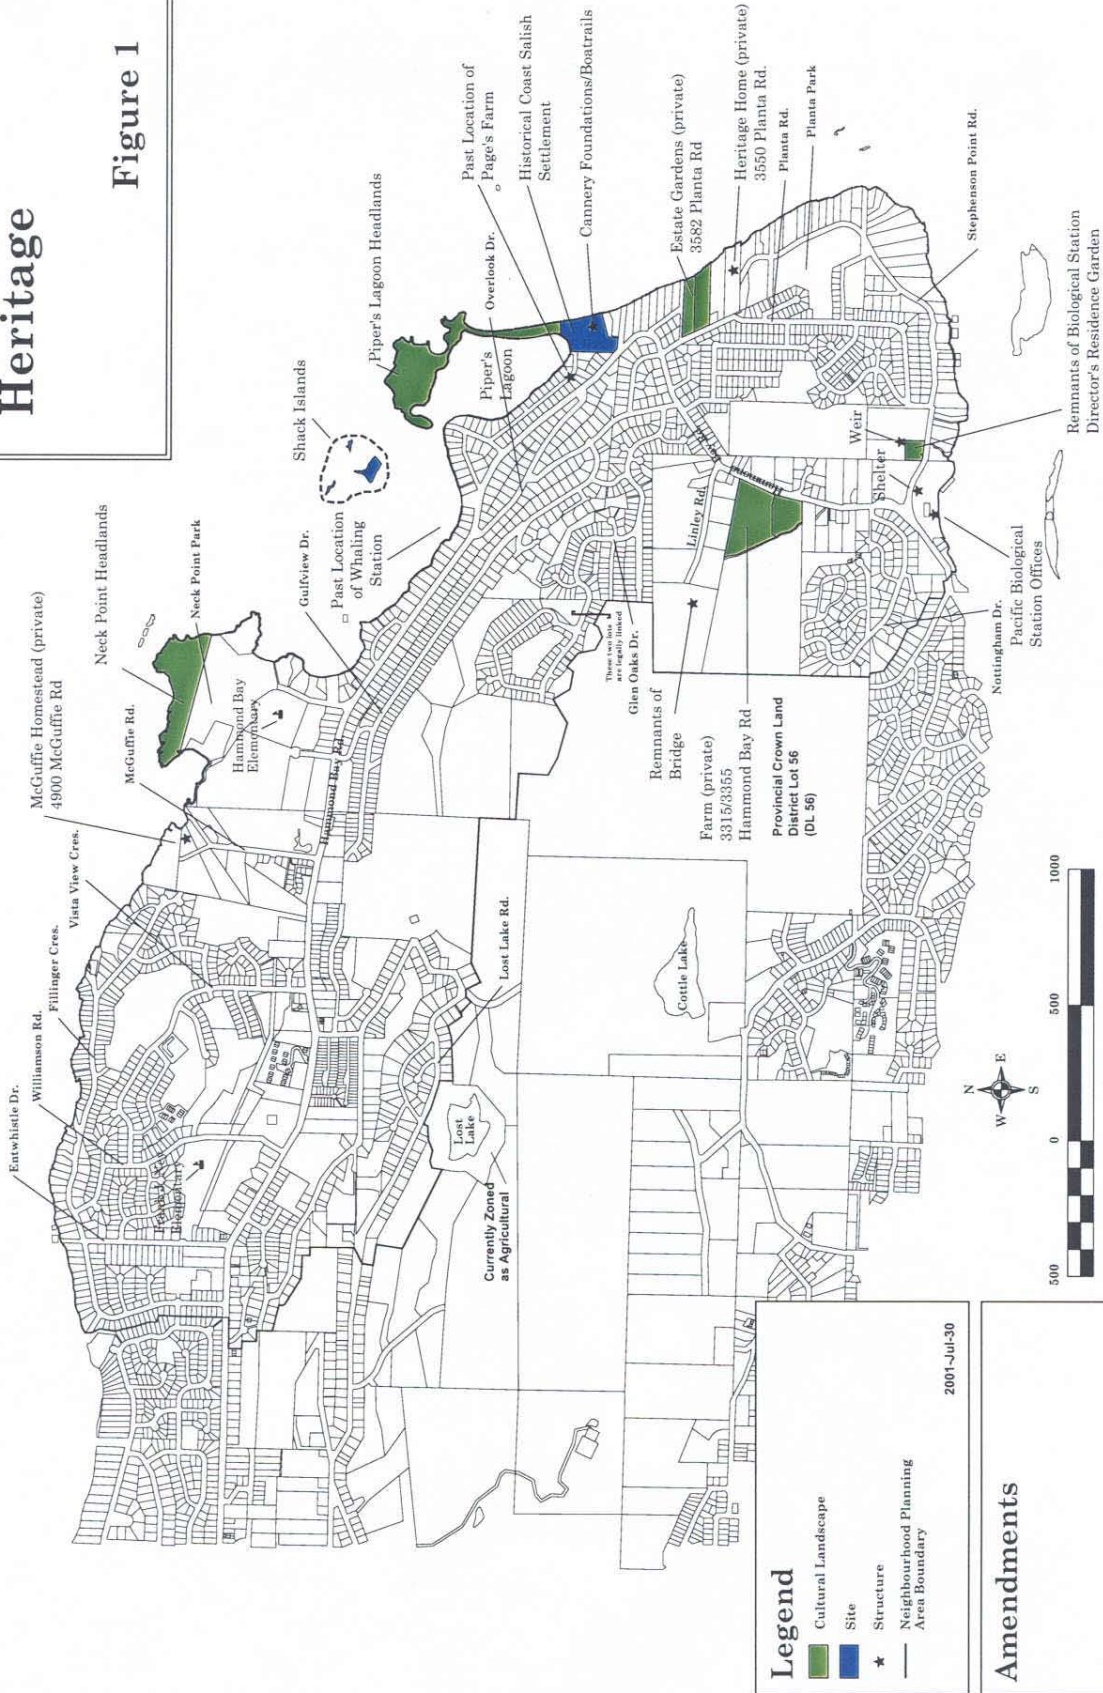 Heritage
Figure 1
McGuffie Homestead (private)
4900 McGuffie Rd
Neck Point Headlands
Neck Point Park
McGuffie Rd.
Vista View Cres.
Fillinger Cres.
Williamson Rd.
Entwhistle Dr.
Hammond Bay
Elementary
Elementary
Hammond Bay Rd
Gulfview Dr.
Past Location
of Whaling
Station
Shack Islands
Piper's Lagoon Headlands
Piper's
Lagoon
Overlook Dr.
Past Location of
Page's Farm
Historical Coast Salish
Settlement
Cannery Foundations/Boatrails
Estate Gardens (private)
3582 Planta Rd
Heritage Home (private)
3550 Planta Rd.
Planta Rd.
Planta Park
Stephenson Point Rd.
Remnants of Biological Station
Director's Residence Garden
Weir
Shelter
Pacific Biological
Station Offices
Nottingham Dr.
Hammond Bay Rd.
Linley Rd.
These two lots
are legally linked
Glen Oaks Dr.
Remnants of
Bridge
Farm (private)
3315/3355
Hammond Bay Rd
Provincial Crown Land
District Lot 56
(DL 56)
Lost Lake Rd.
Lost
Lake
Currently Zoned
as Agricultural
Cottle Lake
N
W
E
S
500
0
500
1000
Legend
Cultural Landscape
Site
Structure
Neighbourhood Planning
Area Boundary
2001-Jul-30
Amendments